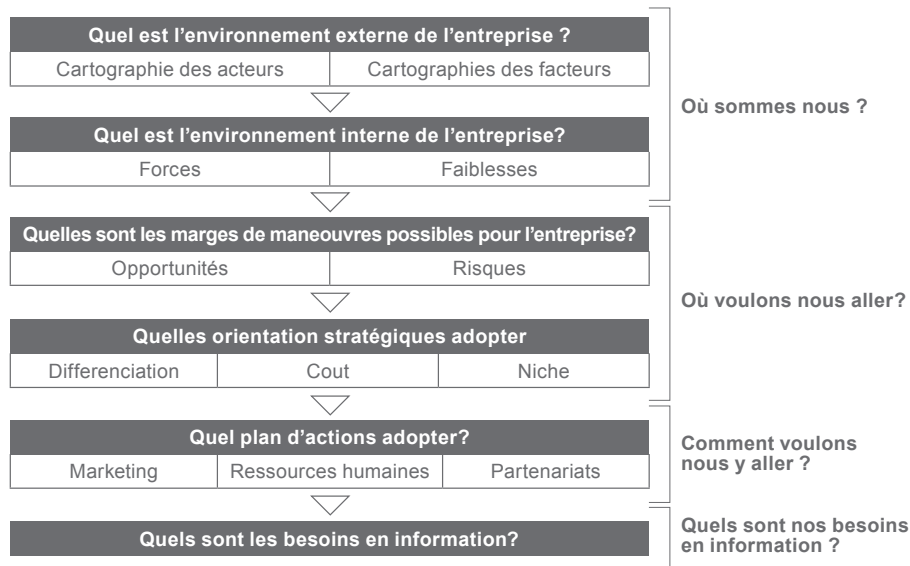 Quel est l'environnement externe de l'entreprise ?
Cartographie des acteurs
Cartographies des facteurs
Quel est l'environnement interne de l'entreprise?
Forces
Faiblesses
Où sommes nous ?
Quelles sont les marges de maneouvres possibles pour l'entreprise?
Opportunités
Risques
Quelles orientation stratégiques adopter
Differenciation
Cout
Niche
Où voulons nous aller?
Quel plan d'actions adopter?
Marketing
Ressources humaines
Partenariats
Comment voulons
nous y aller ?
Quels sont les besoins en information?
Quels sont nos besoins
en information ?